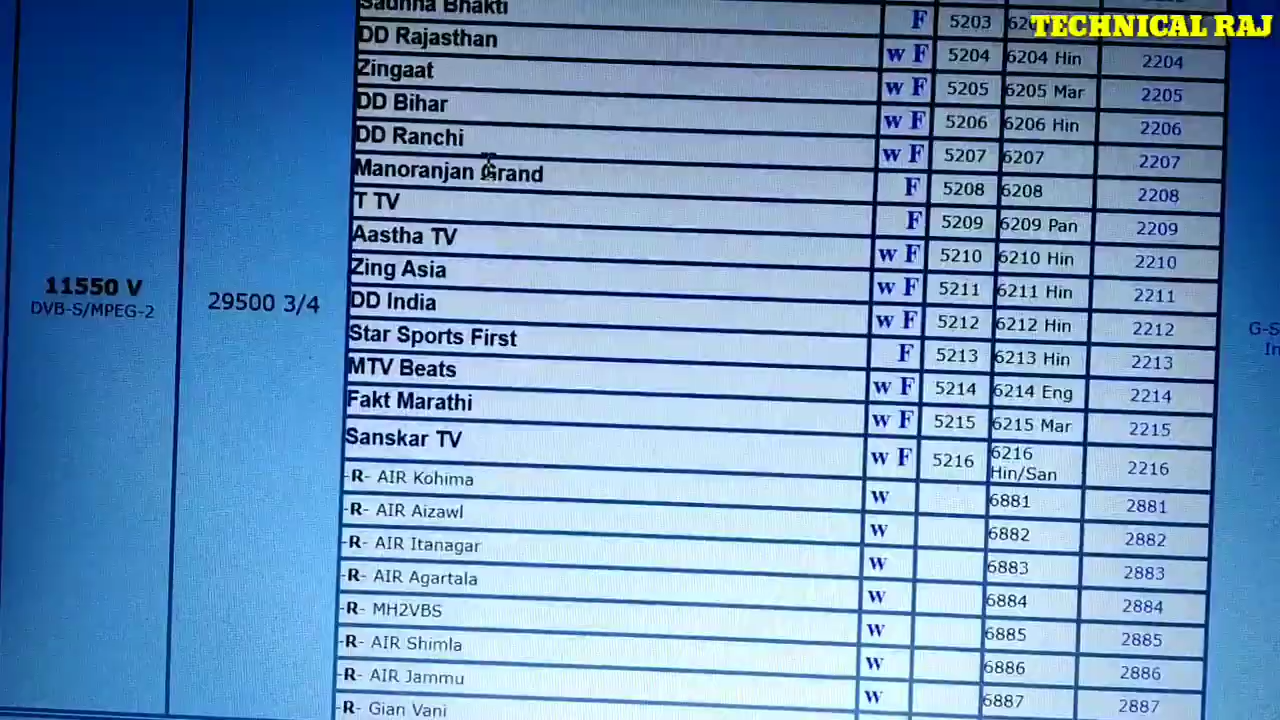 TECHNICAL RAJ
Sadhna Bhakti F 5203
DD Rajasthan w F 5204 6204 Hin 2204
Zingaat w F 5205 6205 Mar 2205
DD Bihar w F 5206 6206 Hin 2206
DD Ranchi w F 5207 6207 2207
Manoranjan Grand F 5208 6208 2208
T TV F 5209 6209 Pan 2209
Aastha TV w F 5210 6210 Hin 2210
Zing Asia w F 5211 6211 Hin 2211
11550 V
DVB-S/MPEG-2
29500 3/4
DD India w F 5212 6212 Hin 2212
Star Sports First F 5213 6213 Hin 2213
MTV Beats w F 5214 6214 Eng 2214
Fakt Marathi w F 5215 6215 Mar 2215
Sanskar TV w F 5216 6216 Hin/San 2216
-R- AIR Kohima w 6881 2881
-R- AIR Aizawl w 6882 2882
-R- AIR Itanagar w 6883 2883
-R- AIR Agartala w 6884 2884
-R- MH2VBS w 6885 2885
-R- AIR Shimla w 6886 2886
-R- AIR Jammu w 6887 2887
-R- Gian Vani